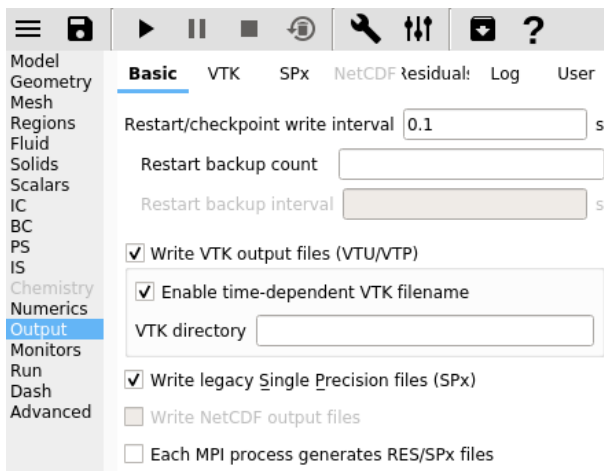 ?
Model
Geometry
Mesh
Regions
Fluid
Solids
Scalars
IC
BC
PS
IS
Chemistry
Numerics
Output
Monitors
Run
Dash
Advanced
Basic VTK SPx NetCDF Residuals Log User
Restart/checkpoint write interval 0.1 s
Restart backup count
Restart backup interval s
Write VTK output files (VTU/VTP)
Enable time-dependent VTK filename
VTK directory
Write legacy Single Precision files (SPx)
Write NetCDF output files
Each MPI process generates RES/SPx files